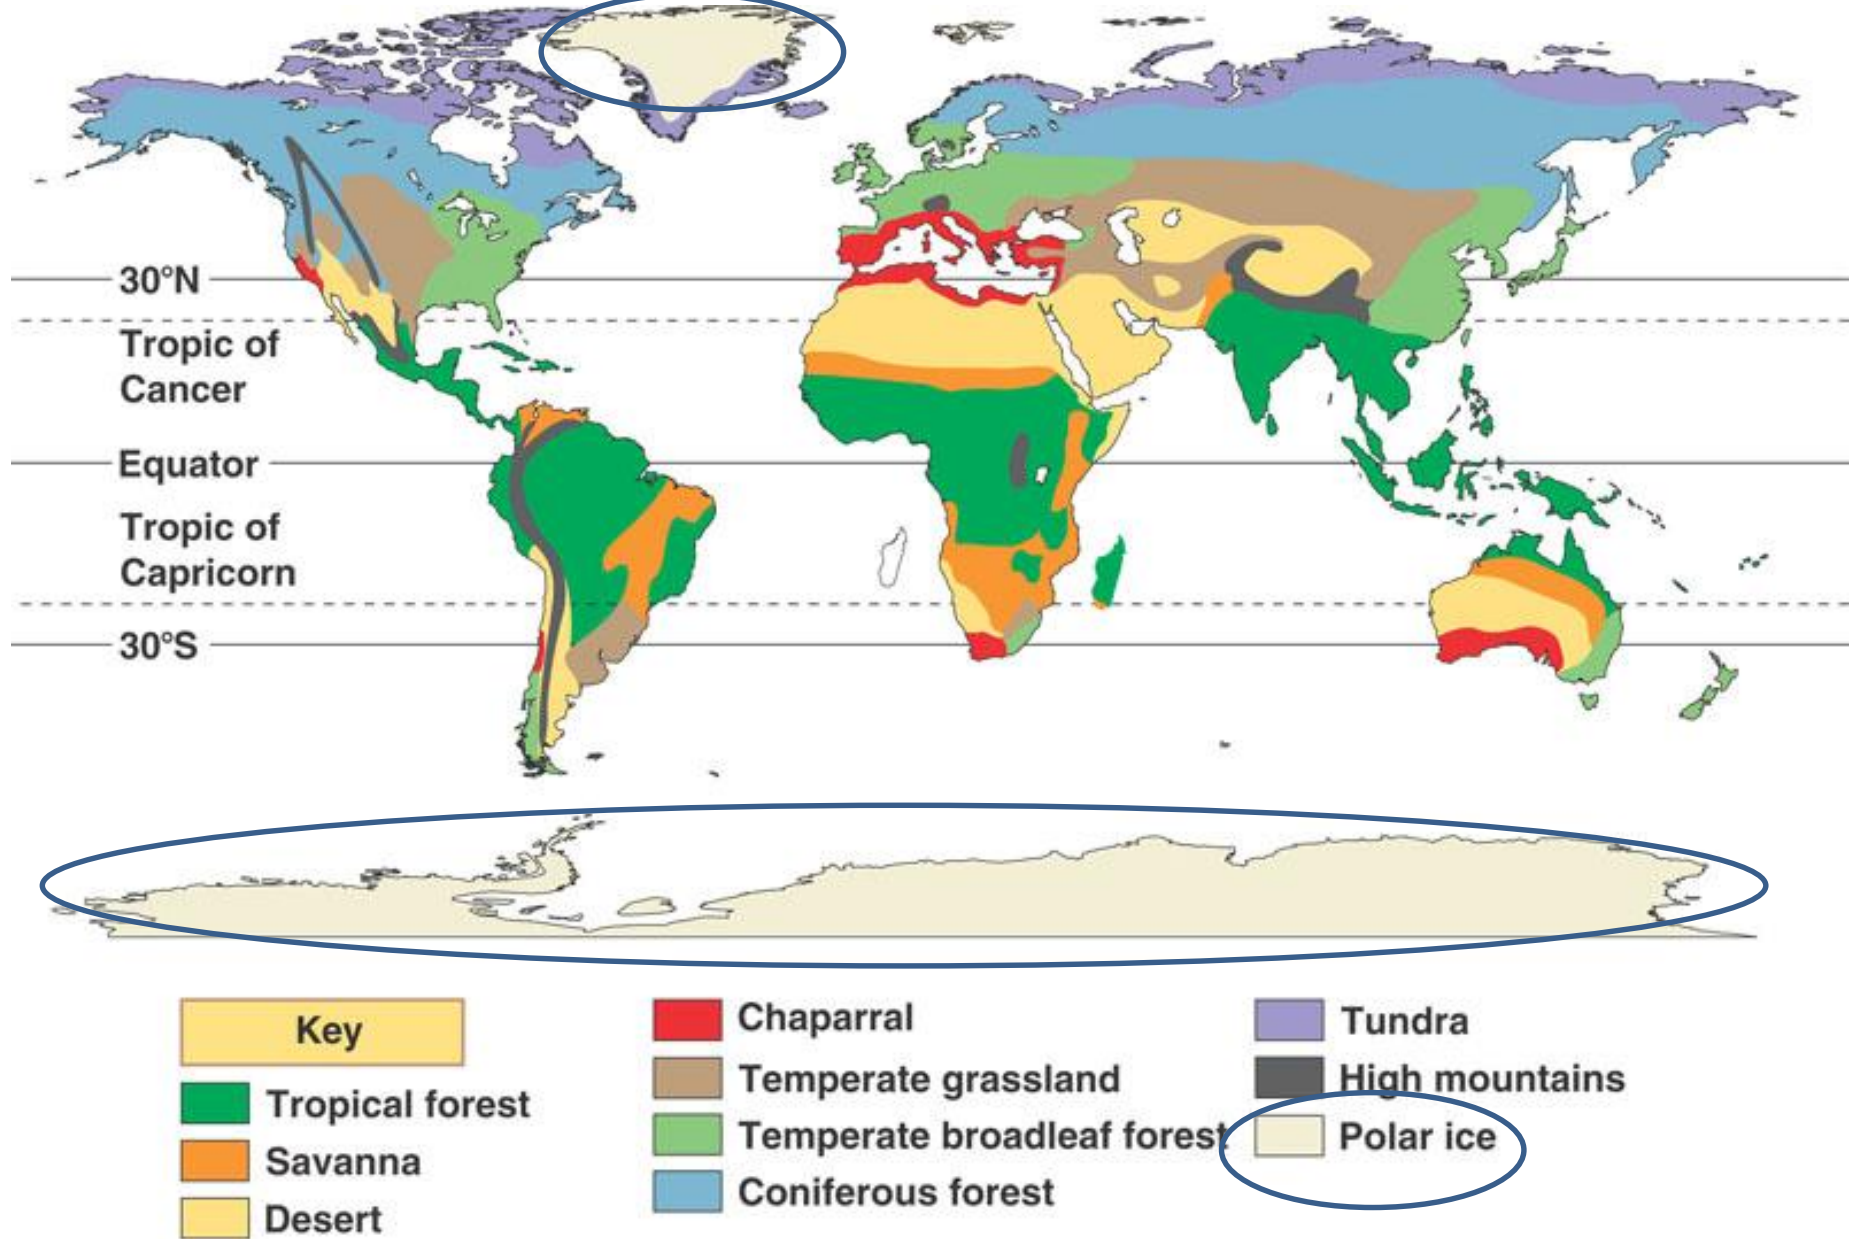 30°N
Tropic of
Cancer
Equator
Tropic of
Capricorn
30°S
Key
Tropical forest
Savanna
Desert
Chaparral
Temperate grassland
Temperate broadleaf forest
Coniferous forest
Tundra
High mountains
Polar ice